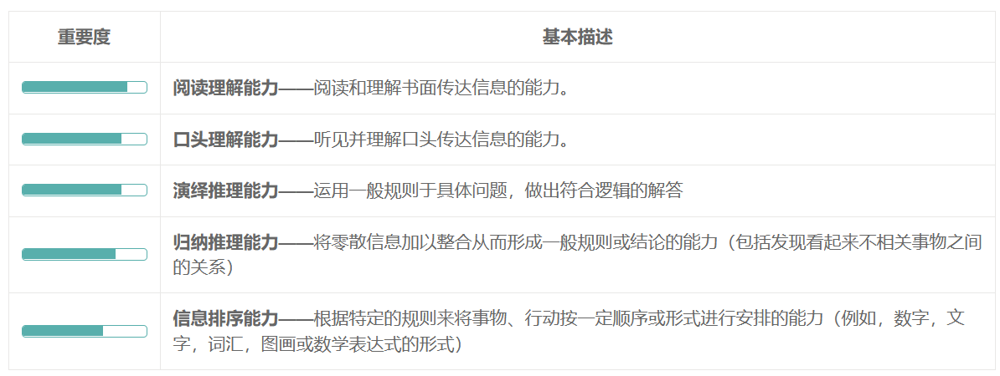 重要度 基本描述
阅读理解能力——阅读和理解书面传达信息的能力。
口头理解能力——听见并理解口头传达信息的能力。
演绎推理能力——运用一般规则于具体问题，做出符合逻辑的解答
归纳推理能力——将零散信息加以整合从而形成一般规则或结论的能力（包括发现看起来不相关事物之间
的关系）
信息排序能力——根据特定的规则来将事物、行动按一定顺序或形式进行安排的能力（例如，数字，文
字，词汇，图画或数学表达式的形式）